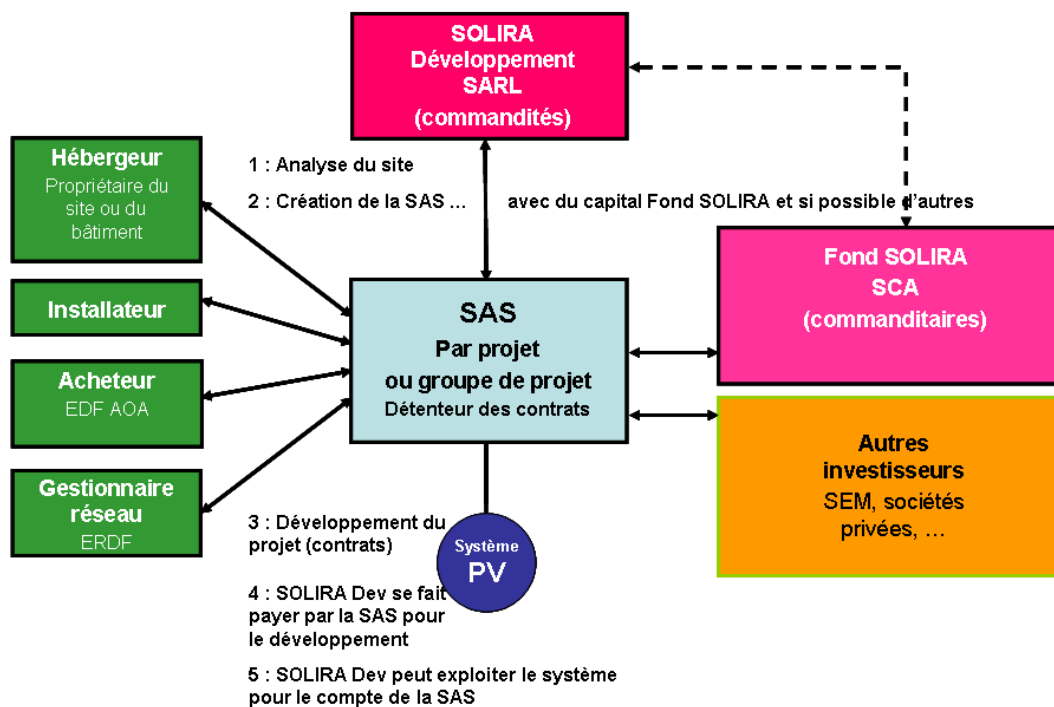 SOLIRA
Développement
SARL
(commandités)
Hébergeur
Propriétaire du
site ou du
bâtiment
1 : Analyse du site
2 : Création de la SAS ... avec du capital Fond SOLIRA et si possible d'autres
Fond SOLIRA
SCA
(commanditaires)
Installateur
SAS
Par projet
ou groupe de projet
Détenteur des contrats
Acheteur
EDF AOA
Autres
investisseurs
SEM, sociétés
privées, ...
Gestionnaire
réseau
ERDF
3 : Développement du
projet (contrats)
Système
PV
4 : SOLIRA Dev se fait
payer par la SAS pour
le développement
5 : SOLIRA Dev peut exploiter le système
pour le compte de la SAS